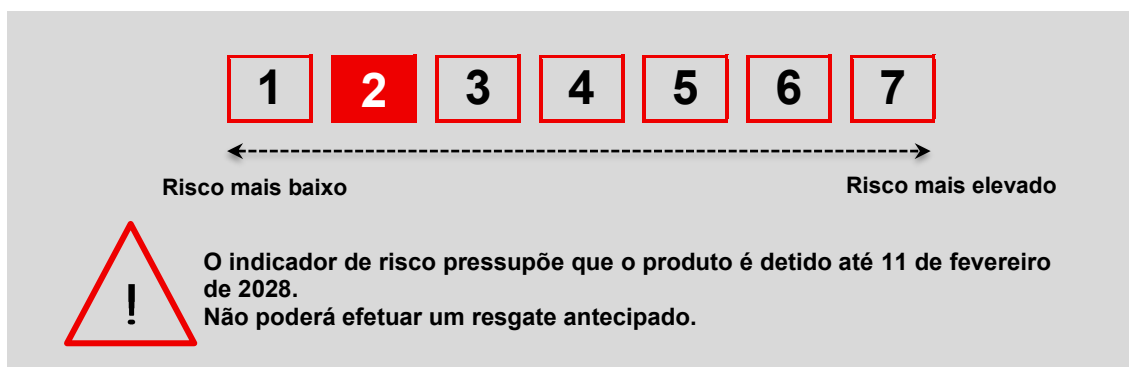 1 2 3 4 5 6 7
Risco mais baixo Risco mais elevado
O indicador de risco pressupõe que o produto é detido até 11 de fevereiro
de 2028.
! Não poderá efetuar um resgate antecipado.